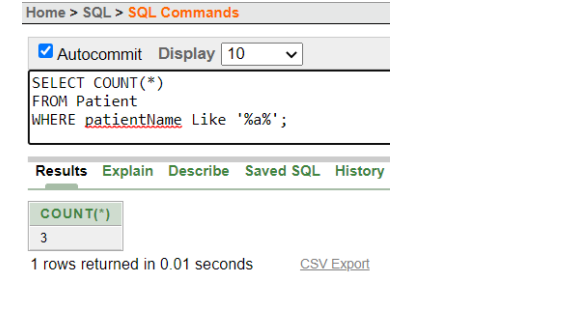 Home > SQL > SQL Commands
Autocommit Display 10
SELECT COUNT(*)
FROM Patient
WHERE patientName Like '%a%';
Results Explain Describe Saved SQL History
COUNT(*)
3
1 rows returned in 0.01 seconds CSV Export